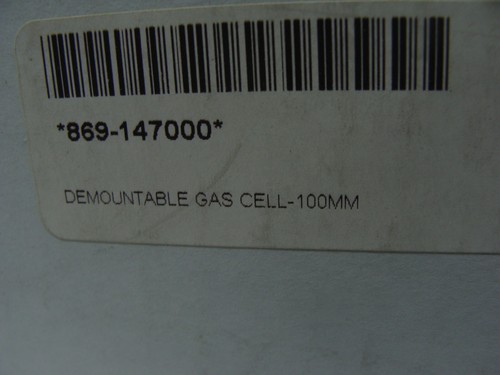 *869-147000*
DEMOUNTABLE GAS CELL-100MM